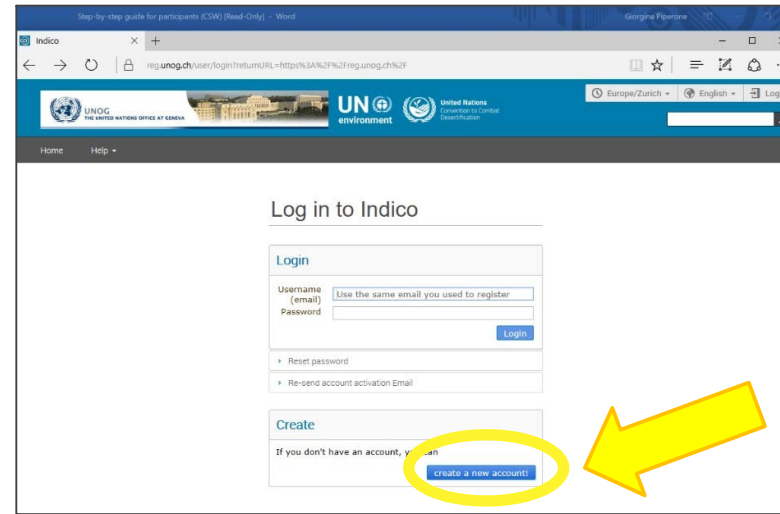 Step-by-step guide for participants (CSW) [Read-Only] - Word
Giorgina Piperone
Indico
reg.unog.ch/user/login?returnURL=https%3A%2F%2Freg.unog.ch%2F
UNOG
THE UNITED NATIONS OFFICE AT GENEVA
UN
environment
United Nations
Convention to Combat
Desertification
Europe/Zurich
English
Log
Home
Help
Log in to Indico
Login
Username
(email)
Use the same email you used to register
Password
Login
Reset password
Re-send account activation Email
Create
If you don't have an account, you can
create a new account!